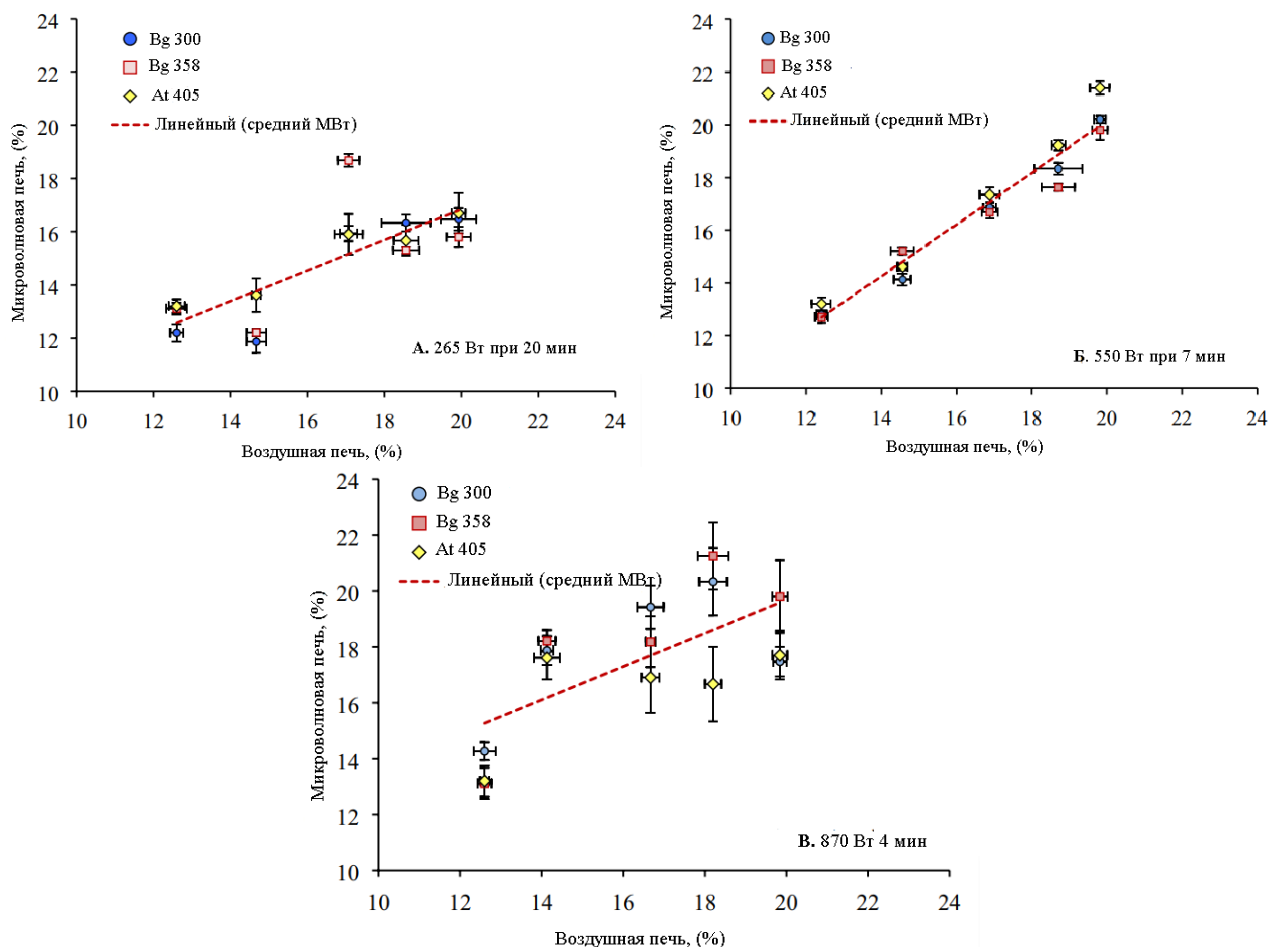 24
22
20
18
16
14
12
10
Микроволновая печь, (%)
Bg 300
Bg 358
At 405
Линейный (средний МВт)
А. 265 Вт при 20 мин
10 12 14 16 18 20 22 24
Воздушная печь, (%)
24
22
20
18
16
14
12
10
Микроволновая печь, (%)
Bg 300
Bg 358
At 405
Линейный (средний МВт)
Б. 550 Вт при 7 мин
10 12 14 16 18 20 22 24
Воздушная печь, (%)
24
22
20
18
16
14
12
10
Микроволновая печь, (%)
Bg 300
Bg 358
At 405
Линейный (средний МВт)
В. 870 Вт 4 мин
10 12 14 16 18 20 22 24
Воздушная печь, (%)